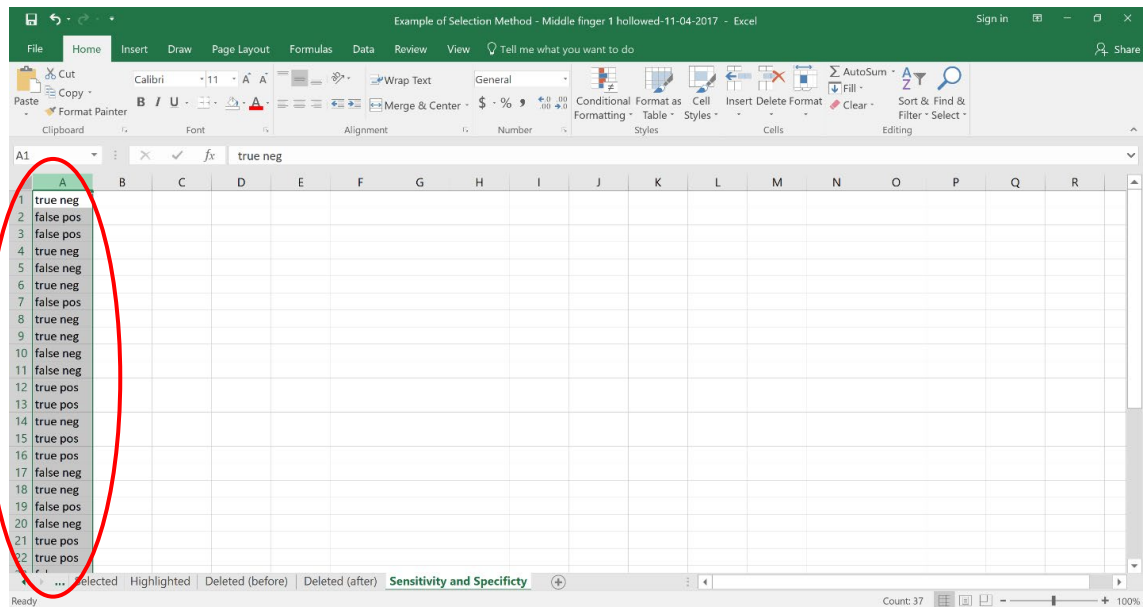 Example of Selection Method - Middle finger 1 hollowed-11-04-2017 - Excel
Sign in
File Home Insert Draw Page Layout Formulas Data Review View Tell me what you want to do
Share
Paste
Cut
Copy
Format Painter
Clipboard
Calibri 11 A A
B I U A
Font
Wrap Text
Merge & Center
Alignment
General
$ % , .00 .00
Number
Conditional Formatting
Format as Table
Cell Styles
Styles
Insert Delete Format
Cells
AutoSum
Fill
Clear
Sort & Filter
Find & Select
Editing
A1 fx true neg
A B C D E F G H I J K L M N O P Q R
1 true neg
2 false pos
3 false pos
4 true neg
5 false neg
6 true neg
7 false pos
8 true neg
9 true neg
10 false neg
11 false neg
12 true pos
13 true pos
14 true neg
15 true pos
16 true pos
17 false neg
18 true neg
19 false pos
20 false neg
21 true pos
22 true pos
... Selected Highlighted Deleted (before) Deleted (after) Sensitivity and Specificty
Ready
Count: 37
100%